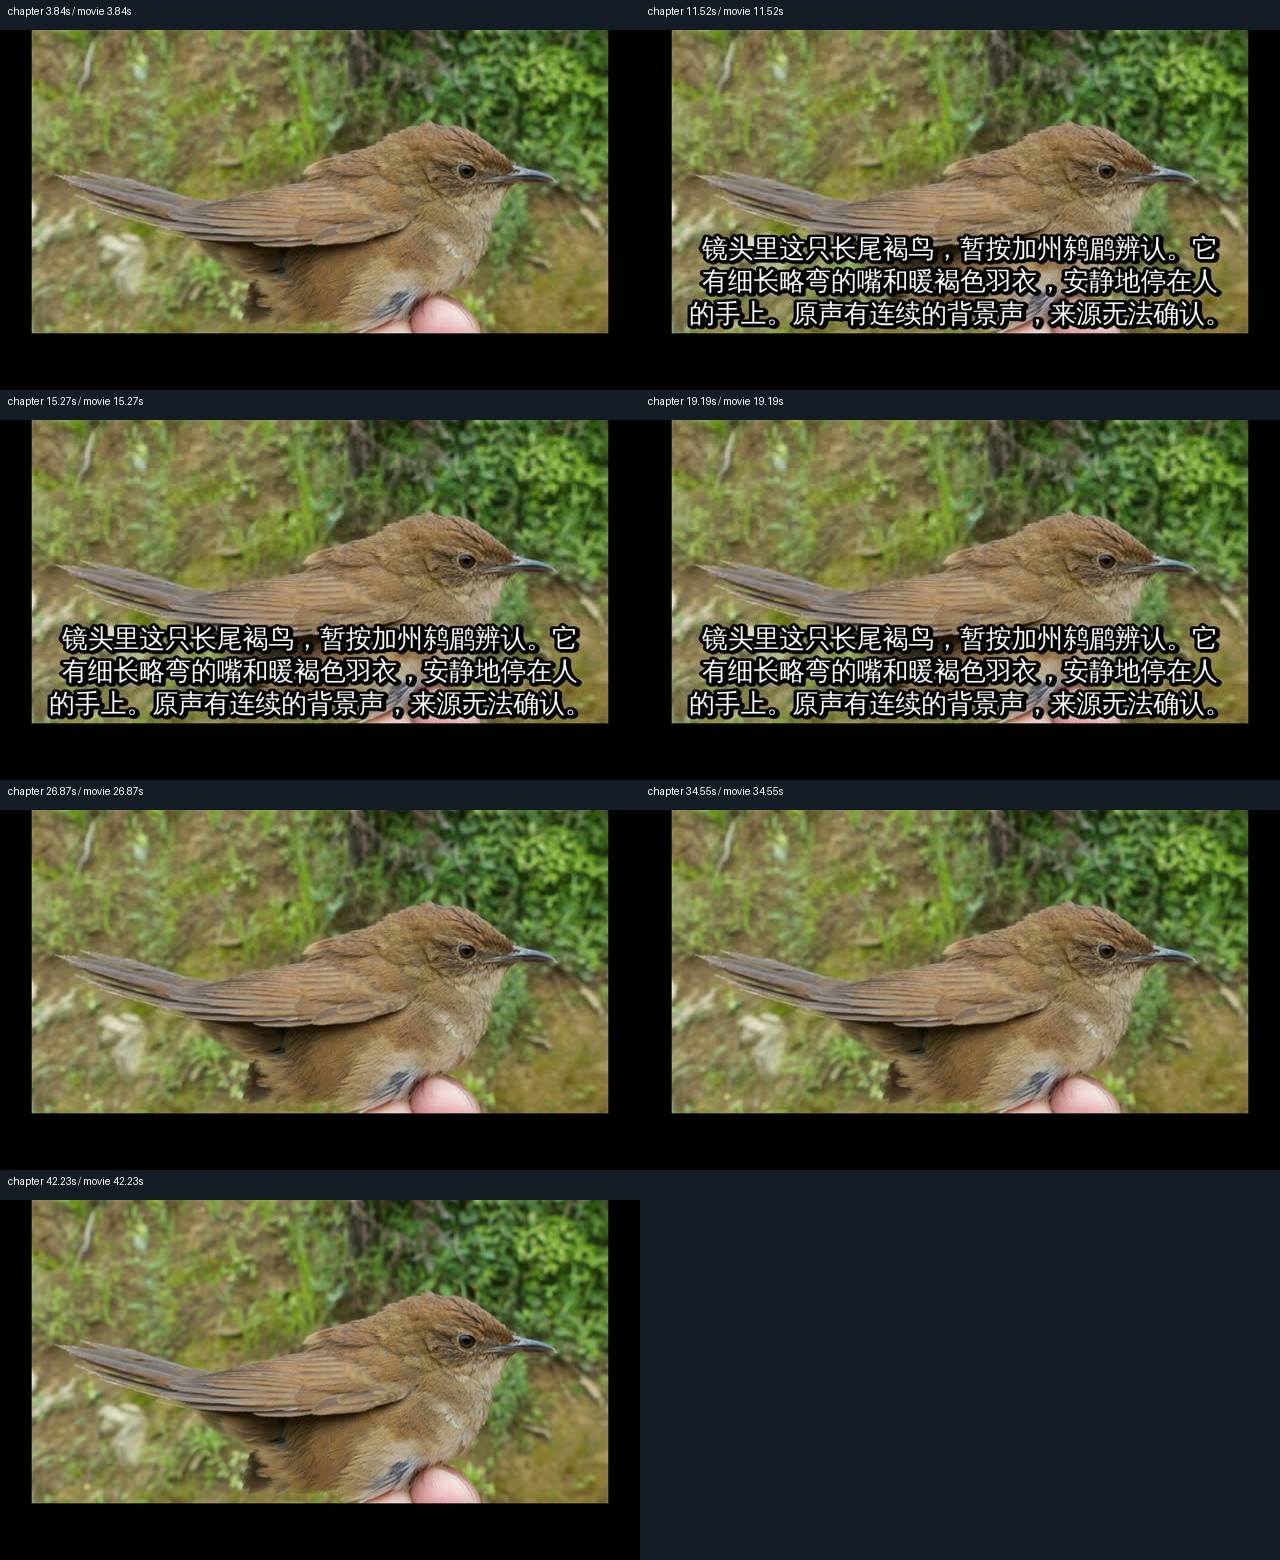 chapter 3.84s / movie 3.84s
chapter 11.52s / movie 11.52s
镜头里这只长尾褐鸟，暂按加州鸫鹛辨认。它
有细长略弯的嘴和暖褐色羽衣，安静地停在人
的手上。原声有连续的背景声，来源无法确认。
chapter 15.27s / movie 15.27s
镜头里这只长尾褐鸟，暂按加州鸫鹛辨认。它
有细长略弯的嘴和暖褐色羽衣，安静地停在人
的手上。原声有连续的背景声，来源无法确认。
chapter 19.19s / movie 19.19s
镜头里这只长尾褐鸟，暂按加州鸫鹛辨认。它
有细长略弯的嘴和暖褐色羽衣，安静地停在人
的手上。原声有连续的背景声，来源无法确认。
chapter 26.87s / movie 26.87s
chapter 34.55s / movie 34.55s
chapter 42.23s / movie 42.23s